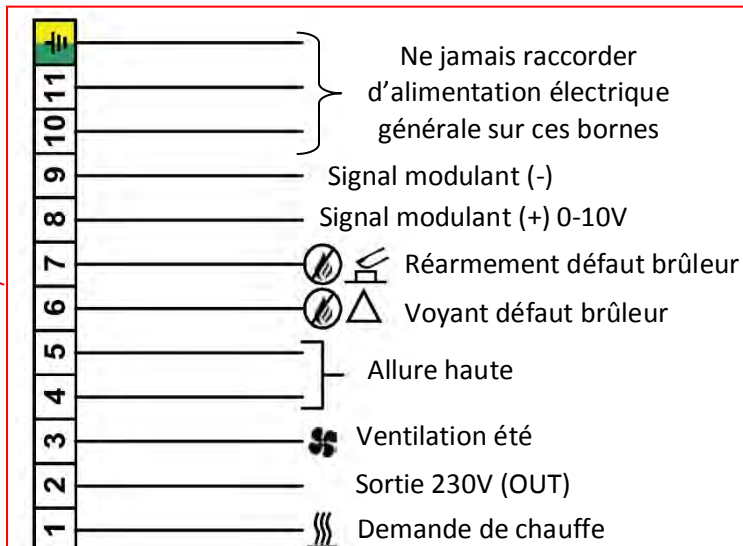 Ne jamais raccorder
d’alimentation électrique
générale sur ces bornes
11
10
9
Signal modulant (-)
8
Signal modulant (+) 0-10V
7
Réarmement défaut brûleur
6
Voyant défaut brûleur
5
Allure haute
4
3
Ventilation été
2
Sortie 230V (OUT)
1
Demande de chauffe